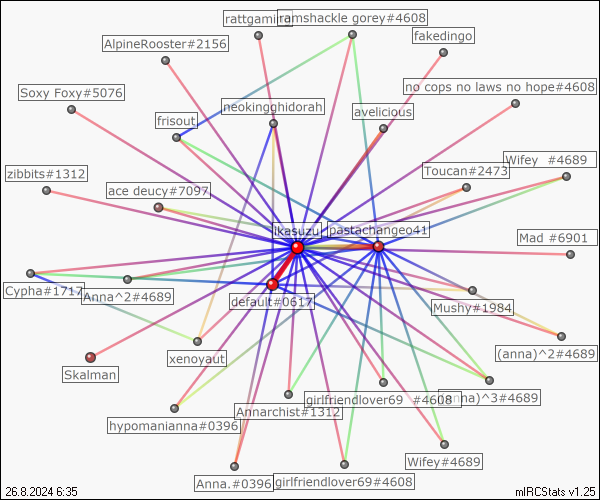 rattgami
ramshackle gorey#4608
AlpineRooster#2156
fakedingo
Soxy Foxy#5076
no cops no laws no hope#4608
neokingghidorah
avelicious
frisout
Wifey #4689
zibbits#1312
Toucan#2473
ace deucy#7097
ikasuzu
pastachangeo41
Mad #6901
Cypha#1717
Anna^2#4689
default#0617
Mushy#1984
xenoyaut
(anna)^2#4689
Skalman
girlfriendlover69 #4608
nna)^3#4689
Annarchist#1312
hypomanianna#0396
Wifey#4689
Anna.#0396
girlfriendlover69#4608
26.8.2024 6:35
mIRCStats v1.25